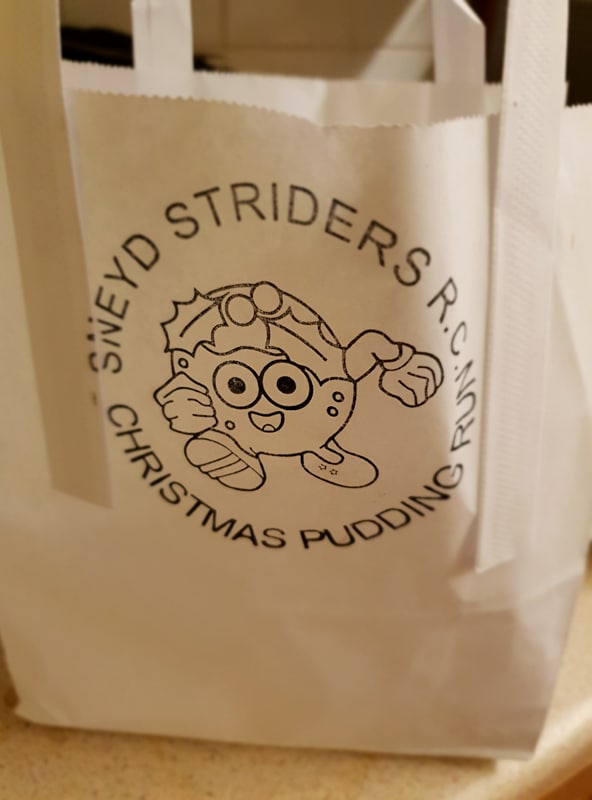 SNEYD STRIDERS R.C.N
CHRISTMAS PUDDING RUN